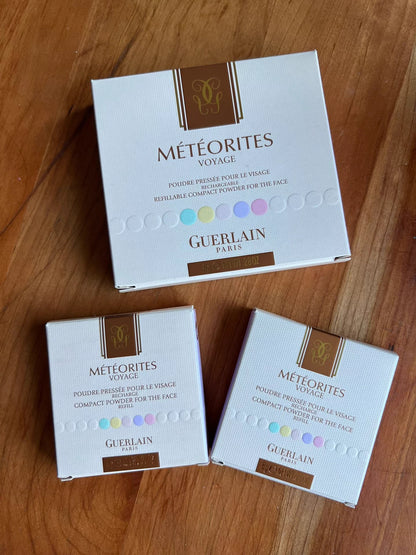 MÉTÉORITES
VOYAGE
POUDRE PRESSÉE POUR LE VISAGE
RECHARGEABLE
REFILLABLE COMPACT POWDER FOR THE FACE
GUERLAIN
PARIS
MÉTÉORITES
VOYAGE
POUDRE PRESSÉE POUR LE VISAGE
RECHARGE
COMPACT POWDER FOR THE FACE
REFILL
GUERLAIN
PARIS
MÉTÉORITES
VOYAGE
POUDRE PRESSÉE POUR LE VISAGE
RECHARGE
COMPACT POWDER FOR THE FACE
REFILL
GUERLAIN
PARIS